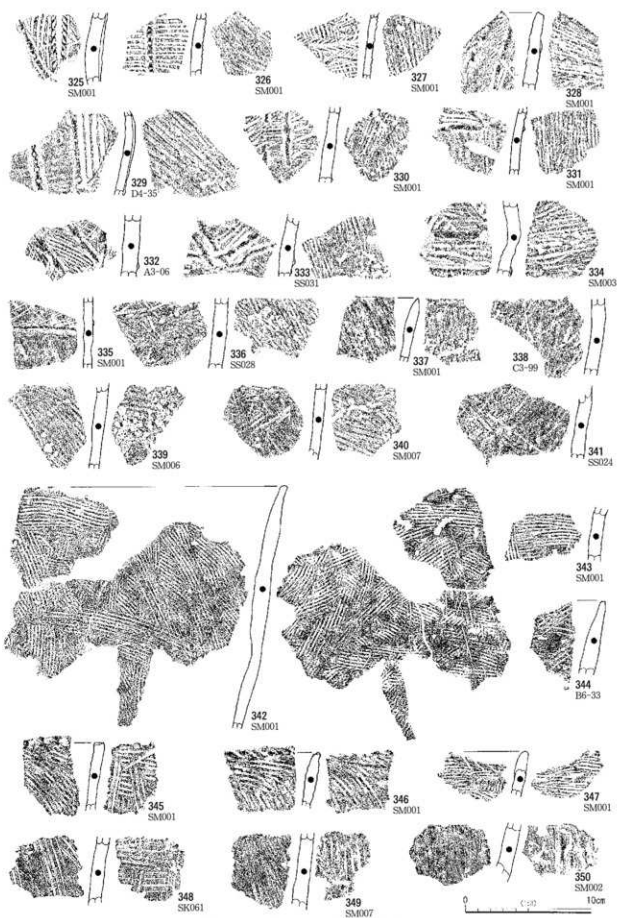 325
SM001
326
SM001
327
SM001
328
SM001
329
D4-35
330
SM001
331
SM001
332
A3-06
333
SS031
334
SM003
335
SM001
336
SS028
337
SM001
338
C3-99
339
SM006
340
SM007
341
SS024
342
SM001
343
SM001
344
B6-33
345
SM001
346
SM001
347
SM001
348
SK061
349
SM007
350
SM002
0
10cm